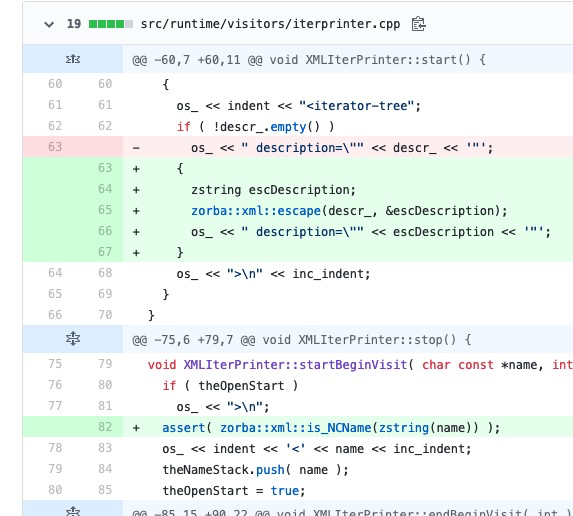 19 src/runtime/visitors/iterprinter.cpp
@@ -60,7 +60,11 @@ void XMLIterPrinter::start() {
60 60 {
61 61 os_ << indent << "<iterator-tree";
62 62 if ( !descr_.empty() )
63 - os_ << " description=\"" << descr_ << '"';
63 + {
64 + zstring escDescription;
65 + zorba::xml::escape(descr_, &escDescription);
66 + os_ << " description=\"" << escDescription << '"';
67 + }
64 68 os_ << ">\n" << inc_indent;
65 69 }
66 70 }
@@ -75,6 +79,7 @@ void XMLIterPrinter::stop() {
75 79 void XMLIterPrinter::startBeginVisit( char const *name, int
76 80 if ( theOpenStart )
77 81 os_ << ">\n";
82 + assert( zorba::xml::is_NCName(zstring(name)) );
78 83 os_ << indent << '<' << name << inc_indent;
79 84 theNameStack.push( name );
80 85 theOpenStart = true;
@@ -85,15 +90,22 @@ void XMLIterPrinter::endBeginVisit( int )